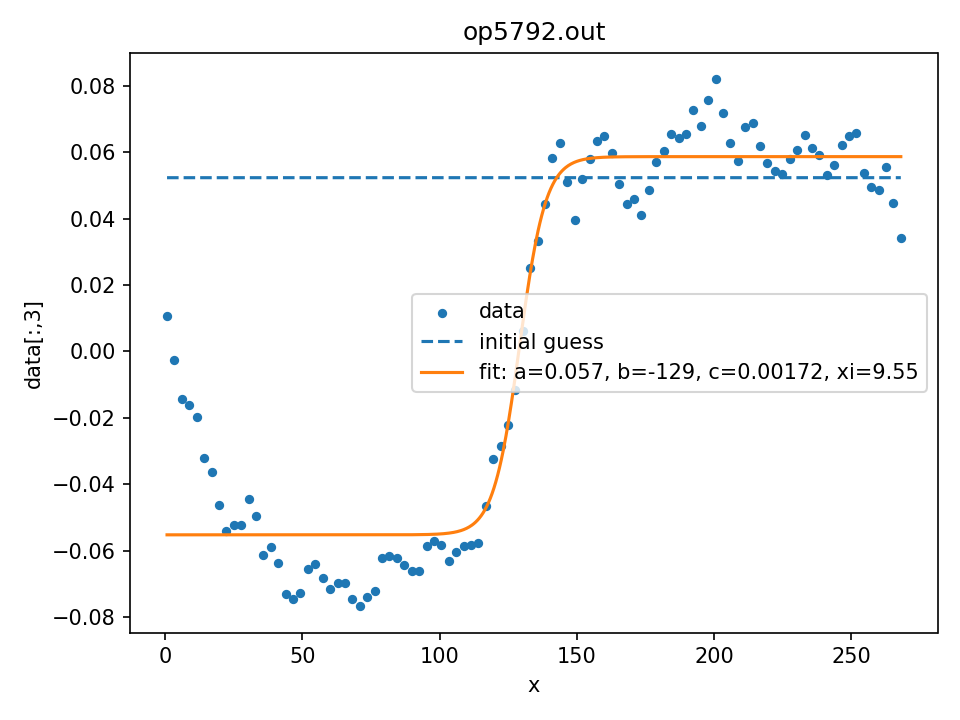 op5792.out
0.08
0.06
0.04
0.02
0.00
−0.02
−0.04
−0.06
−0.08
data[:,3]
data
initial guess
fit: a=0.057, b=-129, c=0.00172, xi=9.55
0 50 100 150 200 250
x